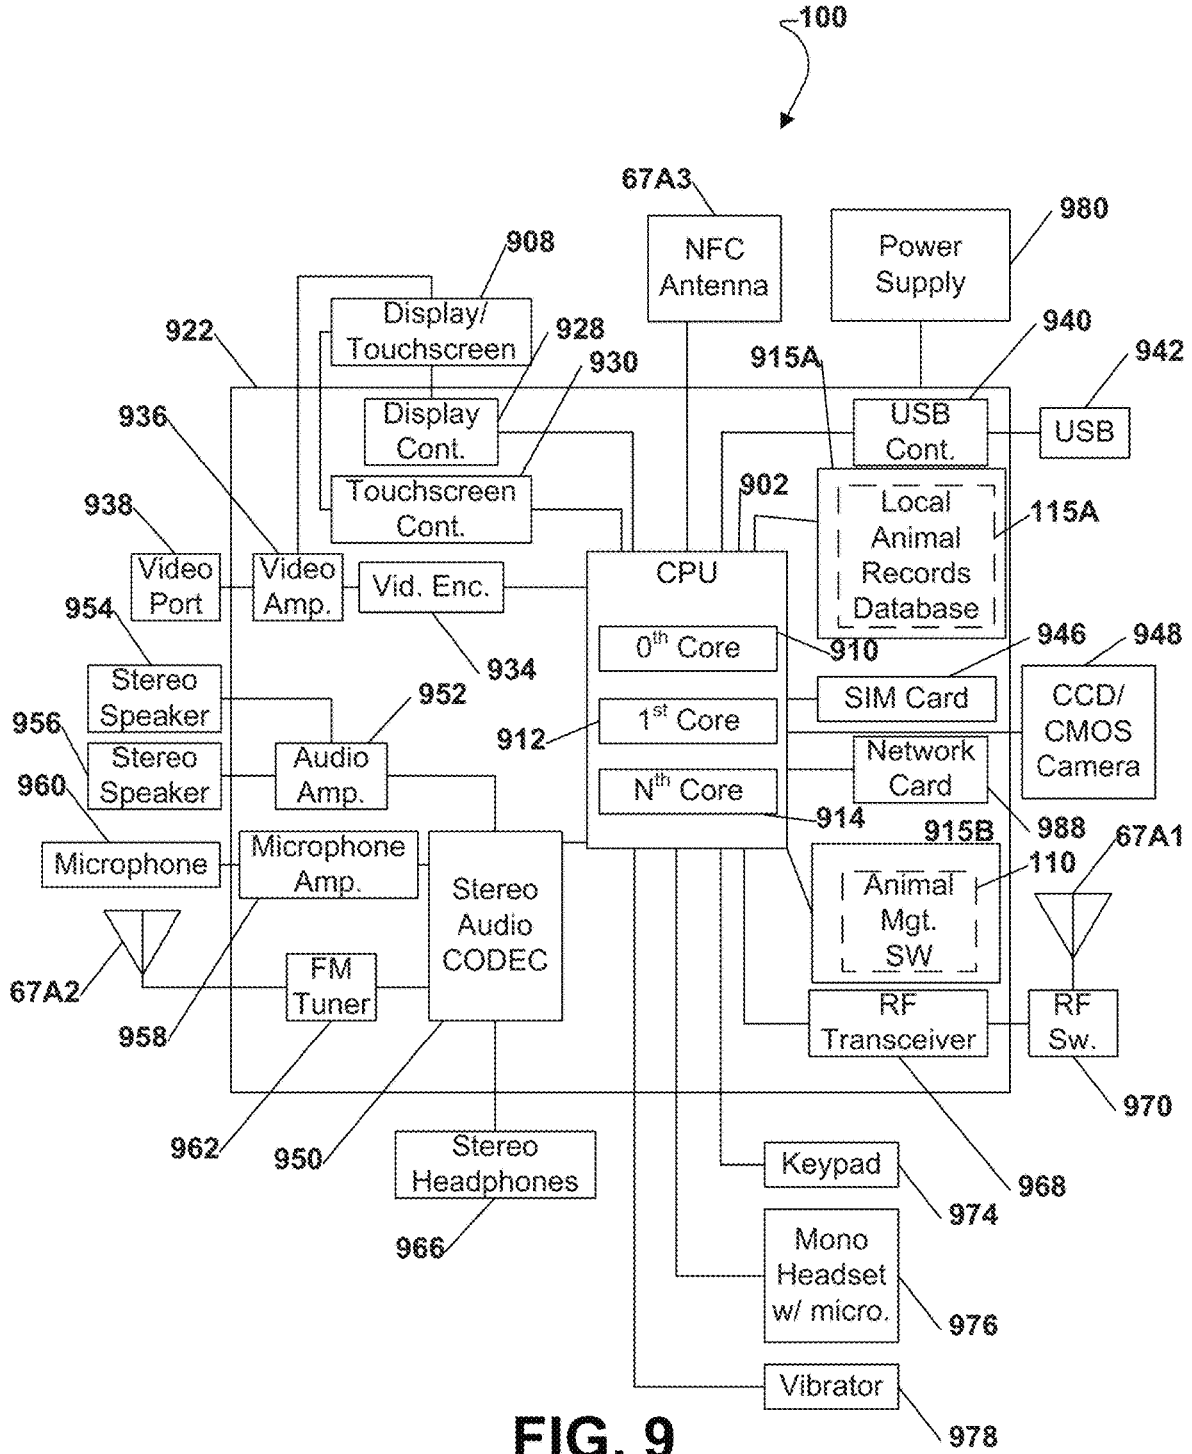 100
67A3
NFC
Antenna
980
Power
Supply
908
Display/
Touchscreen
922
928
930
915A
940
942
936
Display
Cont.
USB
Cont.
USB
938
Touchscreen
Cont.
902
Local
Animal
Records
Database
115A
Video
Port
Video
Amp.
Vid. Enc.
CPU
954
934
0th Core
910
946
948
Stereo
Speaker
952
SIM Card
CCD/
CMOS
Camera
956
912
1st Core
Stereo
Speaker
Audio
Amp.
Network
Card
960
Nth Core
914
915B
988
67A1
Microphone
Microphone
Amp.
Stereo
Audio
CODEC
110
Animal
Mgt.
SW
67A2
FM
Tuner
958
RF
Transceiver
RF
Sw.
970
962
950
Stereo
Headphones
966
Keypad
968
974
Mono
Headset
w/ micro.
976
Vibrator
978
FIG. 9